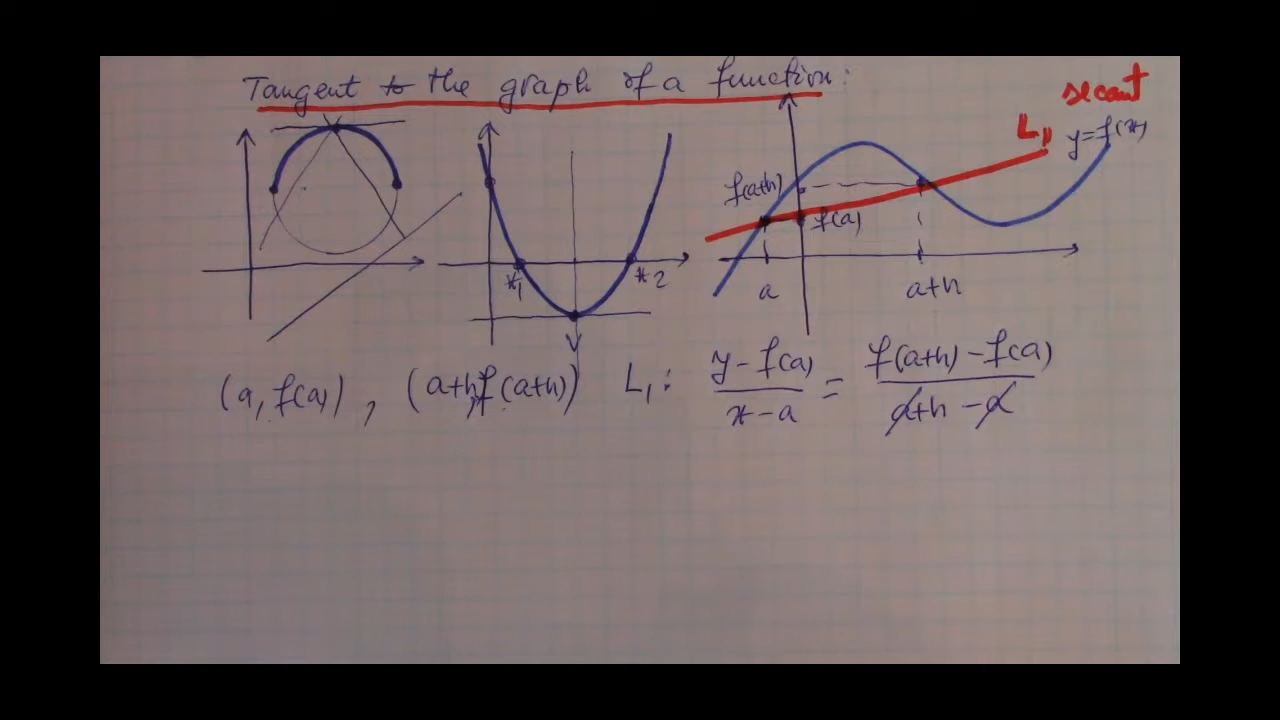 Tangent to the graph of a function:
secant
L₁
y=f(x)
f(a+h)
f(a)
x₁
x₂
a
a+h
(a, f(a)) , (a+h, f(a+h)) L₁: (y - f(a))/(x - a) = (f(a+h) - f(a))/(a+h - a)